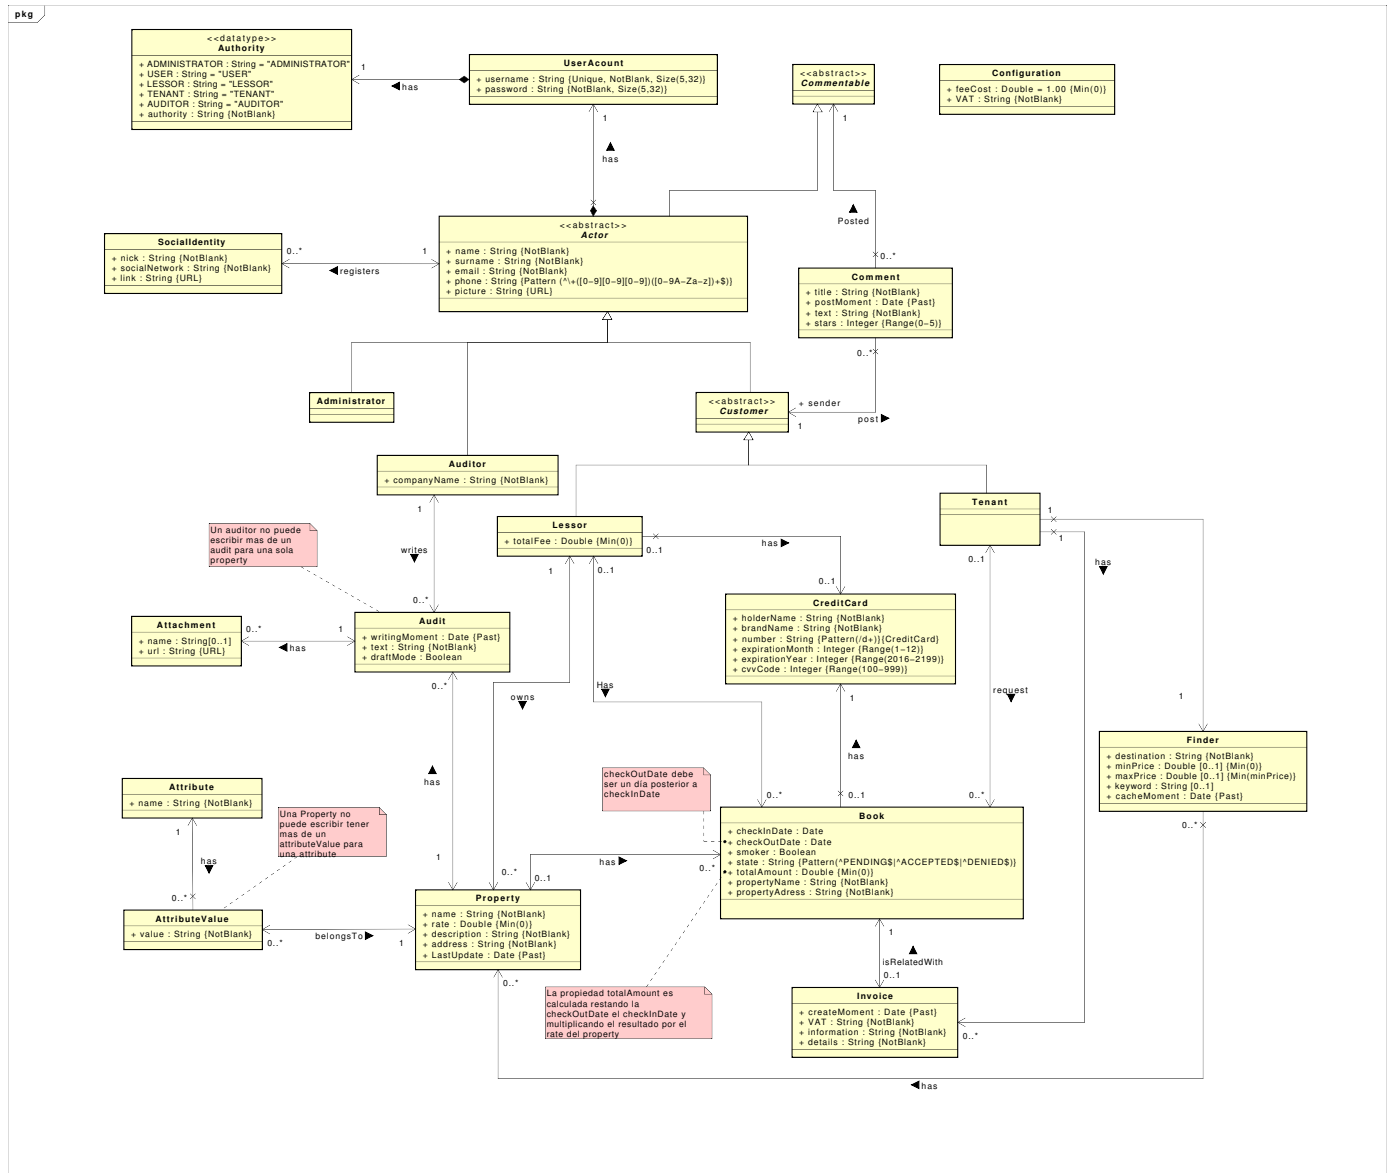 pkg
<<datatype>>
Authority
+ ADMINISTRATOR : String = "ADMINISTRATOR"
+ USER : String = "USER"
+ LESSOR : String = "LESSOR"
+ TENANT : String = "TENANT"
+ AUDITOR : String = "AUDITOR"
+ authority : String {NotBlank}
1
has
UserAcount
+ username : String {Unique, NotBlank, Size(5,32)}
+ password : String {NotBlank, Size(5,32)}
1
has
<<abstract>>
Commentable
1
Posted
0..*
Configuration
+ feeCost : Double = 1.00 {Min(0)}
+ VAT : String {NotBlank}
SocialIdentity
+ nick : String {NotBlank}
+ socialNetwork : String {NotBlank}
+ link : String {URL}
0..*
1
registers
<<abstract>>
Actor
+ name : String {NotBlank}
+ surname : String {NotBlank}
+ email : String {NotBlank}
+ phone : String {Pattern (^\+([0-9][0-9][0-9])([0-9A-Za-z])+$)}
+ picture : String {URL}
Comment
+ title : String {NotBlank}
+ postMoment : Date {Past}
+ text : String {NotBlank}
+ stars : Integer {Range(0-5)}
0..*
+ sender
1
post
Administrator
<<abstract>>
Customer
Auditor
+ companyName : String {NotBlank}
1
writes
0..*
Lessor
+ totalFee : Double {Min(0)}
0..1
has
0..1
1
0..1
Tenant
1
1
has
0..1
Un auditor no puede
escribir mas de un
audit para una sola
property
Attachment
+ name : String[0..1]
+ url : String {URL}
0..*
1
has
Audit
+ writingMoment : Date {Past}
+ text : String {NotBlank}
+ draftMode : Boolean
0..*
CreditCard
+ holderName : String {NotBlank}
+ brandName : String {NotBlank}
+ number : String {Pattern(/d+)}{CreditCard}
+ expirationMonth : Integer {Range(1-12)}
+ expirationYear : Integer {Range(2016-2199)}
+ cvvCode : Integer {Range(100-999)}
1
has
0..1
owns
Has
request
1
Finder
+ destination : String {NotBlank}
+ minPrice : Double [0..1] {Min(0)}
+ maxPrice : Double [0..1] {Min(minPrice)}
+ keyword : String [0..1]
+ cacheMoment : Date {Past}
0..*
has
1
Attribute
+ name : String {NotBlank}
1
has
0..*
Una Property no
puede escribir tener
mas de un
attributeValue para
una attribute
checkOutDate debe
ser un día posterior a
checkInDate
0..*
0..*
Book
+ checkInDate : Date
+ checkOutDate : Date
+ smoker : Boolean
+ state : String {Pattern(^PENDING$|^ACCEPTED$|^DENIED$)}
+ totalAmount : Double {Min(0)}
+ propertyName : String {NotBlank}
+ propertyAdress : String {NotBlank}
has
0..*
0..*
0..1
AttributeValue
+ value : String {NotBlank}
0..*
belongsTo
1
Property
+ name : String {NotBlank}
+ rate : Double {Min(0)}
+ description : String {NotBlank}
+ address : String {NotBlank}
+ LastUpdate : Date {Past}
0..*
1
isRelatedWith
0..1
La propiedad totalAmount es
calculada restando la
checkOutDate el checkInDate y
multiplicando el resultado por el
rate del property
Invoice
+ createMoment : Date {Past}
+ VAT : String {NotBlank}
+ information : String {NotBlank}
+ details : String {NotBlank}
0..*
has